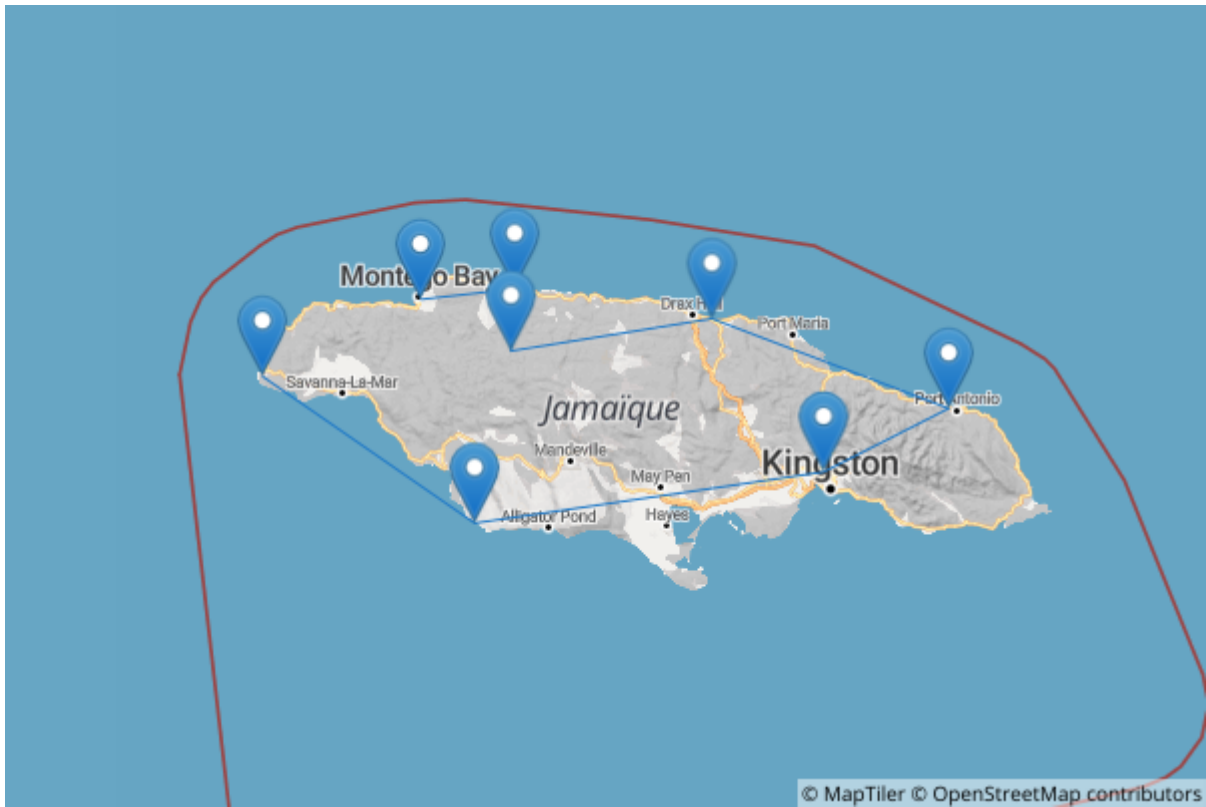 Montego Bay
Drax Hall
Port Maria
Savanna-La-Mar
Jamaïque
Port Antonio
Mandeville
Kingston
May Pen
Alligator Pond
Hayes
© MapTiler © OpenStreetMap contributors